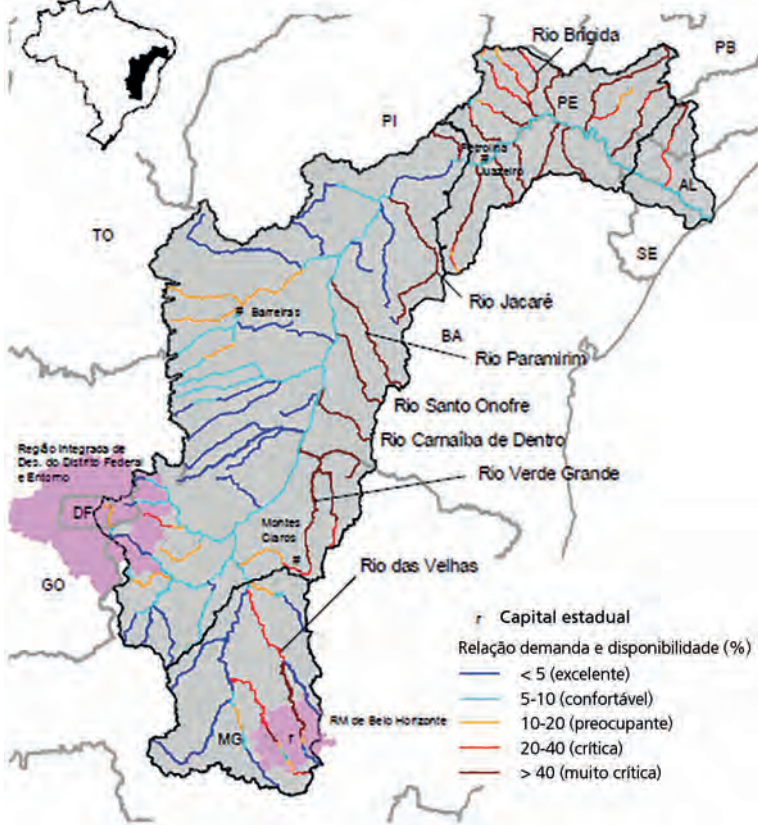 Rio Brígida
PB
PE
PI
Petrolina
Juazeiro
AL
TO
SE
Rio Jacaré
Barreiras
BA
Rio Paramirim
Rio Santo Onofre
Rio Carnaíba de Dentro
Região Integrada de
Des. do Distrito Federal
e Entorno
Rio Verde Grande
DF
Montes
Claros
GO
Rio das Velhas
r Capital estadual
Relação demanda e disponibilidade (%)
< 5 (excelente)
5-10 (confortável)
10-20 (preocupante)
20-40 (crítica)
> 40 (muito crítica)
RM de Belo Horizonte
MG
r